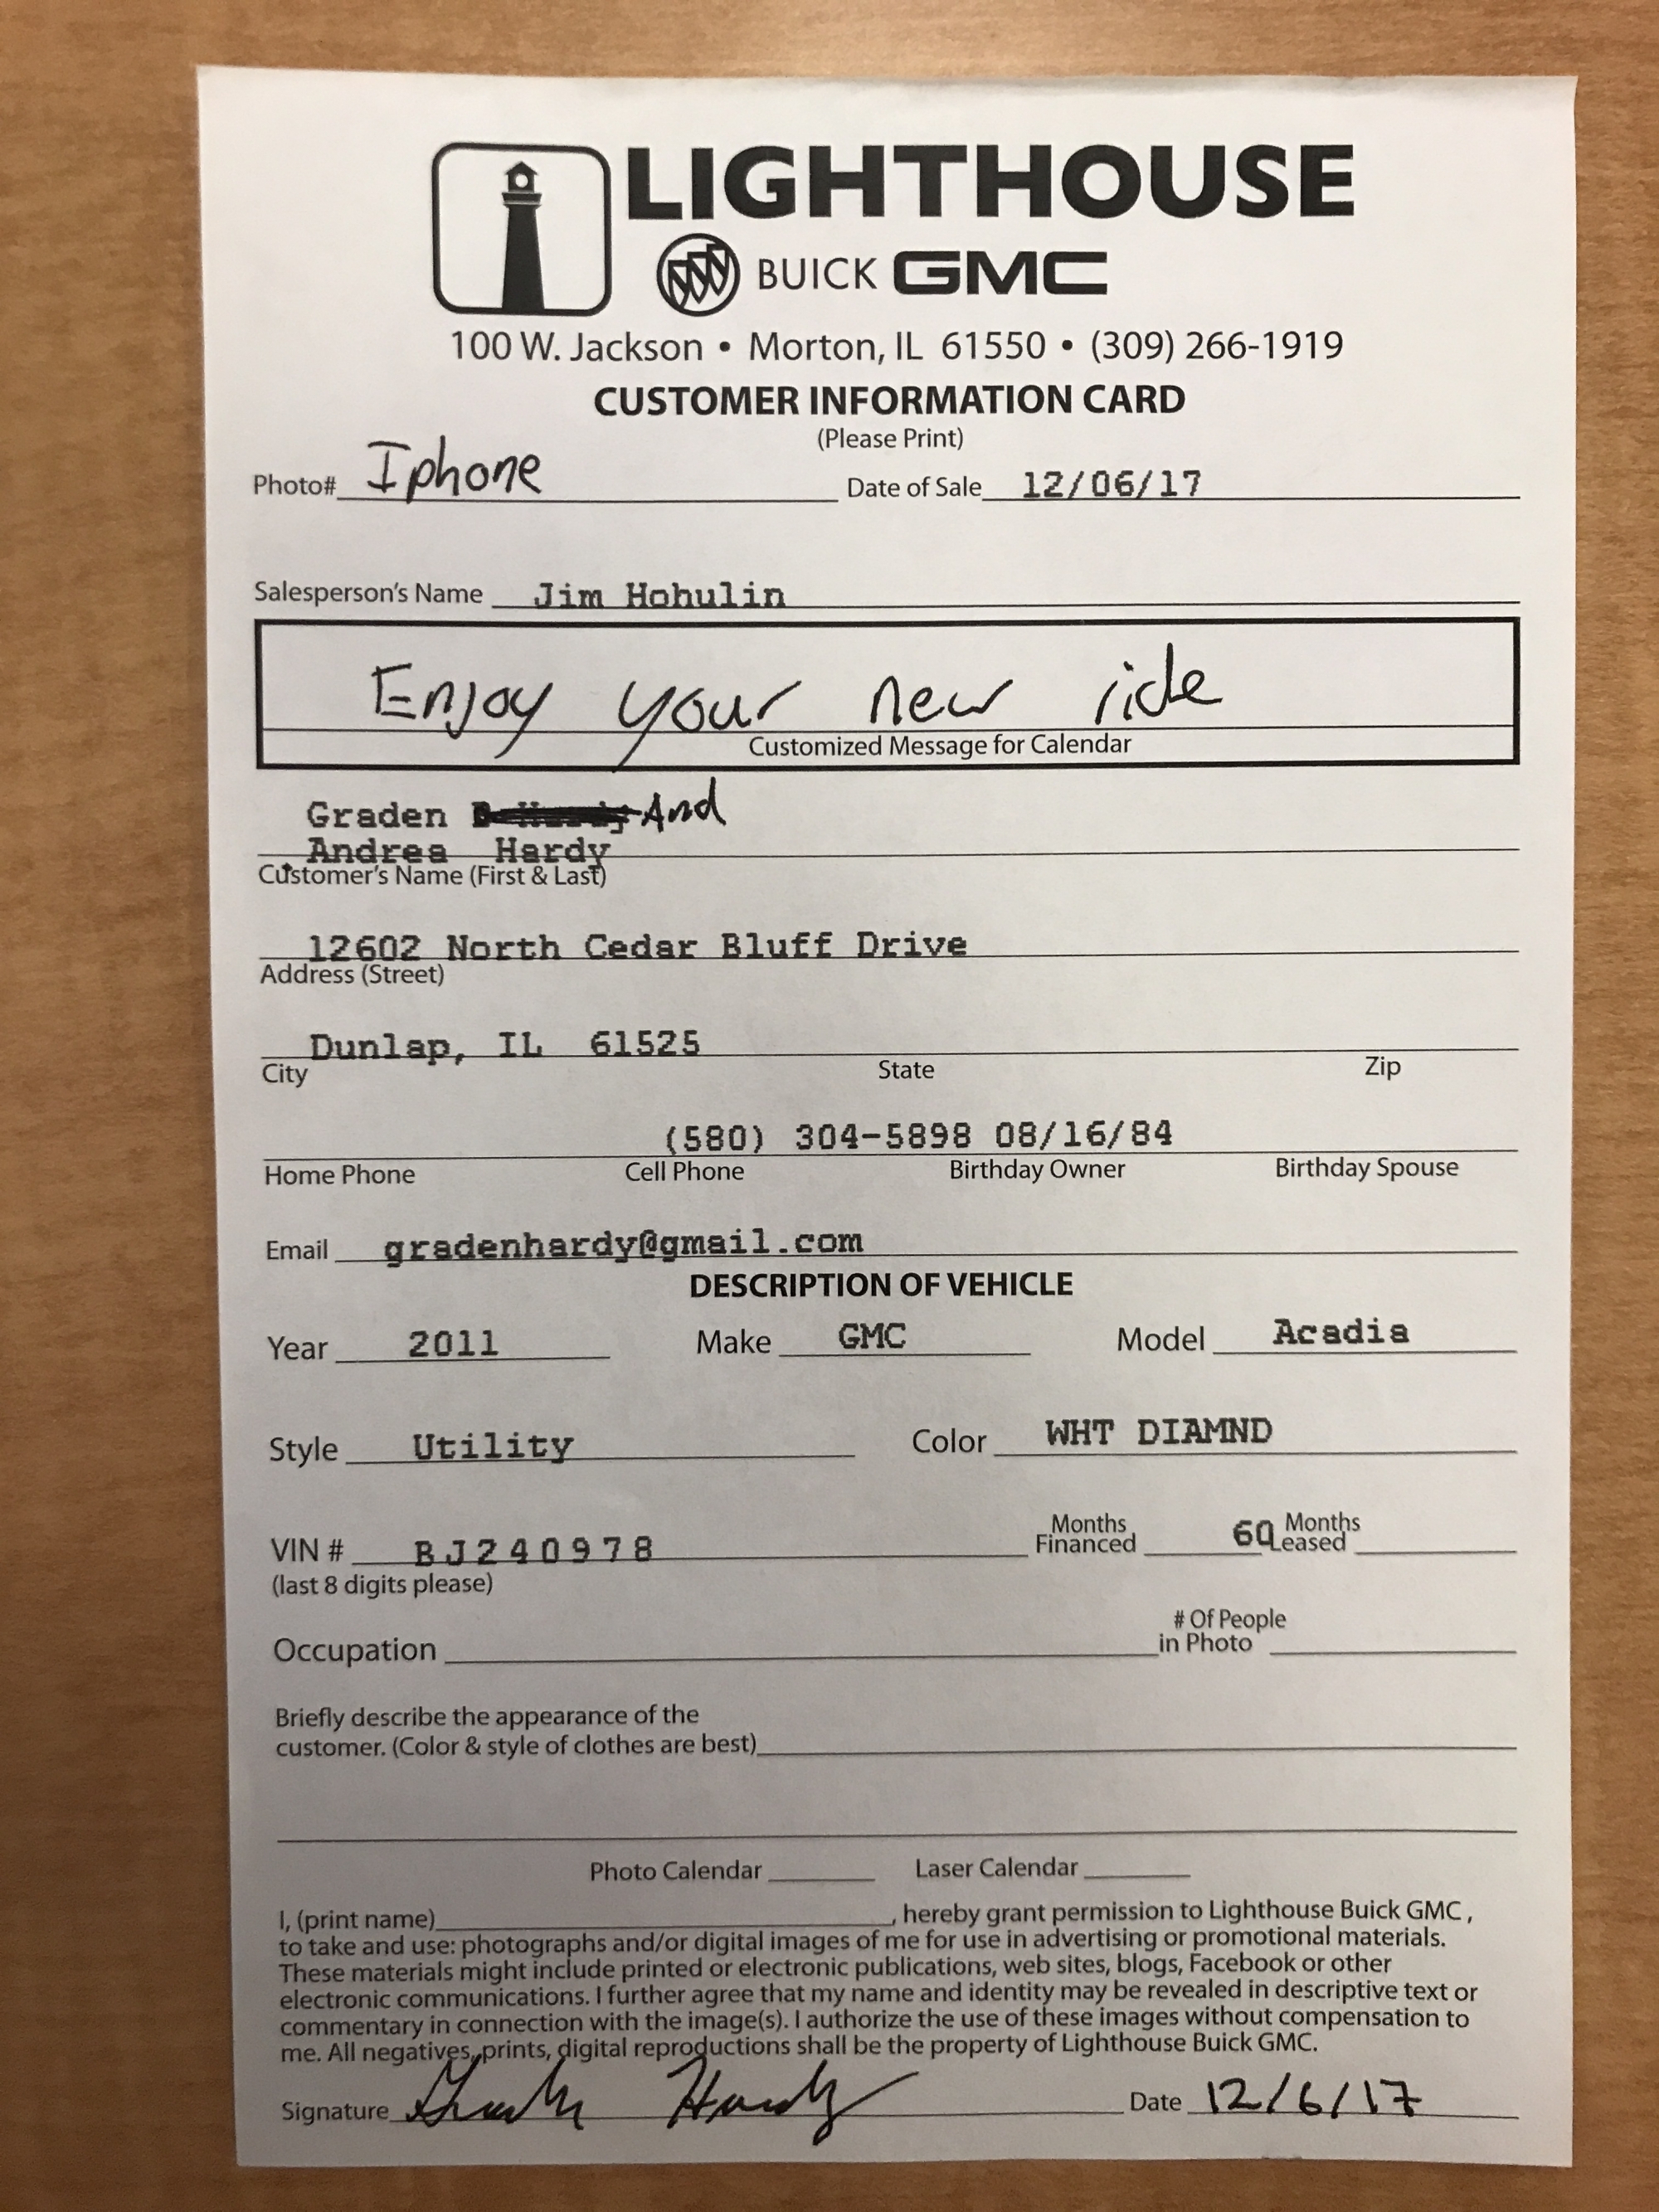 LIGHTHOUSE
BUICK GMC
100 W. Jackson • Morton, IL 61550 • (309) 266-1919
CUSTOMER INFORMATION CARD
(Please Print)
Photo# Iphone Date of Sale 12/06/17
Salesperson's Name Jim Hohulin
Enjoy your new ride
Customized Message for Calendar
Graden And
Andrea Hardy
Customer's Name (First & Last)
12602 North Cedar Bluff Drive
Address (Street)
Dunlap, IL 61525
City State Zip
(580) 304-5898 08/16/84
Home Phone Cell Phone Birthday Owner Birthday Spouse
Email gradenhardy@gmail.com
DESCRIPTION OF VEHICLE
Year 2011 Make GMC Model Acadia
Style Utility Color WHT DIAMND
VIN # BJ240978 Months Financed 60 Months Leased
(last 8 digits please)
Occupation # Of People in Photo
Briefly describe the appearance of the
customer. (Color & style of clothes are best)
Photo Calendar Laser Calendar
I, (print name) , hereby grant permission to Lighthouse Buick GMC ,
to take and use: photographs and/or digital images of me for use in advertising or promotional materials.
These materials might include printed or electronic publications, web sites, blogs, Facebook or other
electronic communications. I further agree that my name and identity may be revealed in descriptive text or
commentary in connection with the image(s). I authorize the use of these images without compensation to
me. All negatives, prints, digital reproductions shall be the property of Lighthouse Buick GMC.
Signature Hardy Date 12/6/17